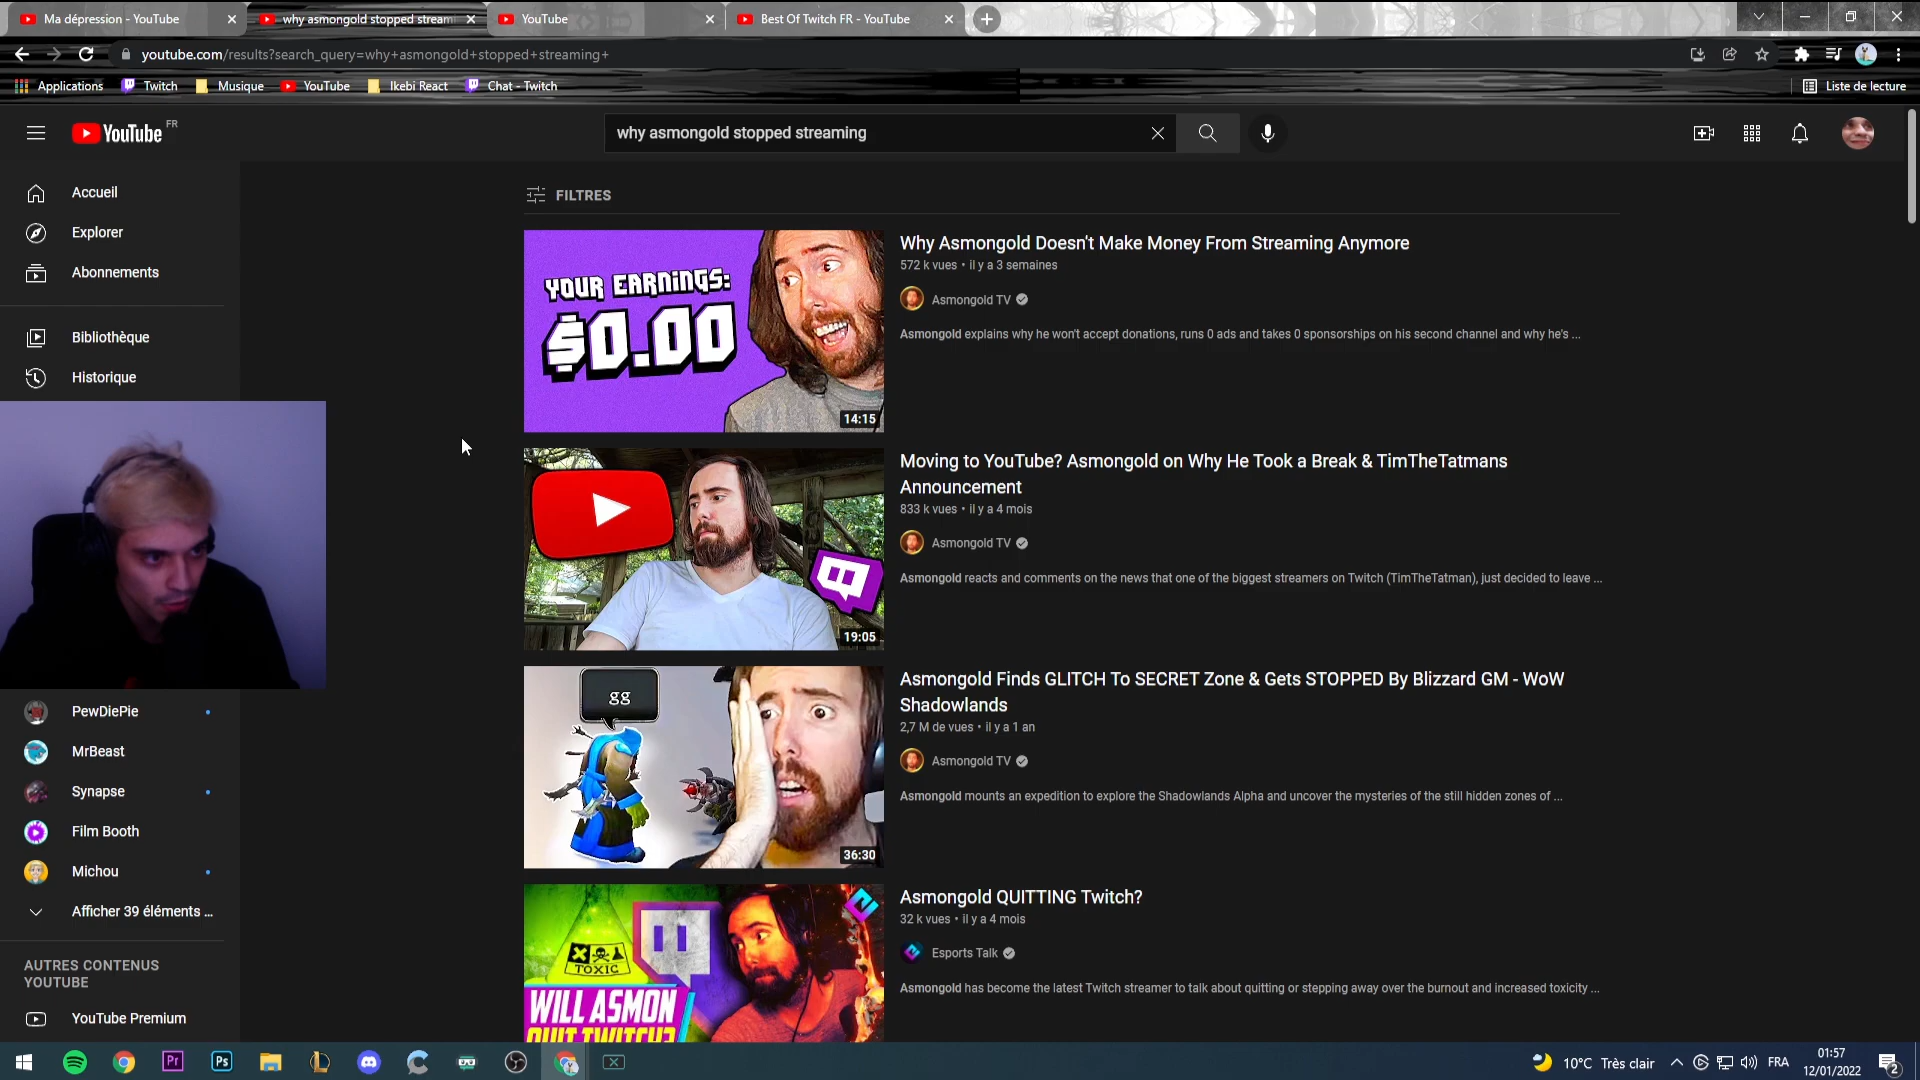 Ma dépression - YouTube
why asmongold stopped stream
YouTube
Best Of Twitch FR - YouTube
youtube.com/results?search_query=why+asmongold+stopped+streaming+
Applications
Twitch
Musique
YouTube
Ikebi React
Chat - Twitch
Liste de lecture
YouTube FR
why asmongold stopped streaming
Accueil
Explorer
Abonnements
Bibliothèque
Historique
PewDiePie
MrBeast
Synapse
Film Booth
Michou
Afficher 39 éléments ...
AUTRES CONTENUS
YOUTUBE
YouTube Premium
FILTRES
YOUR EARNINGS:
$0.00
14:15
Why Asmongold Doesn't Make Money From Streaming Anymore
572 k vues • il y a 3 semaines
Asmongold TV
Asmongold explains why he won't accept donations, runs 0 ads and takes 0 sponsorships on his second channel and why he's ...
19:05
Moving to YouTube? Asmongold on Why He Took a Break & TimTheTatmans
Announcement
833 k vues • il y a 4 mois
Asmongold TV
Asmongold reacts and comments on the news that one of the biggest streamers on Twitch (TimTheTatman), just decided to leave ...
gg
36:30
Asmongold Finds GLITCH To SECRET Zone & Gets STOPPED By Blizzard GM - WoW
Shadowlands
2,7 M de vues • il y a 1 an
Asmongold TV
Asmongold mounts an expedition to explore the Shadowlands Alpha and uncover the mysteries of the still hidden zones of ...
TOXIC
WILL ASMON
QUIT TWITCH?
Asmongold QUITTING Twitch?
32 k vues • il y a 4 mois
Esports Talk
Asmongold has become the latest Twitch streamer to talk about quitting or stepping away over the burnout and increased toxicity ...
Pr
Ps
10°C Très clair
FRA
01:57
12/01/2022
2